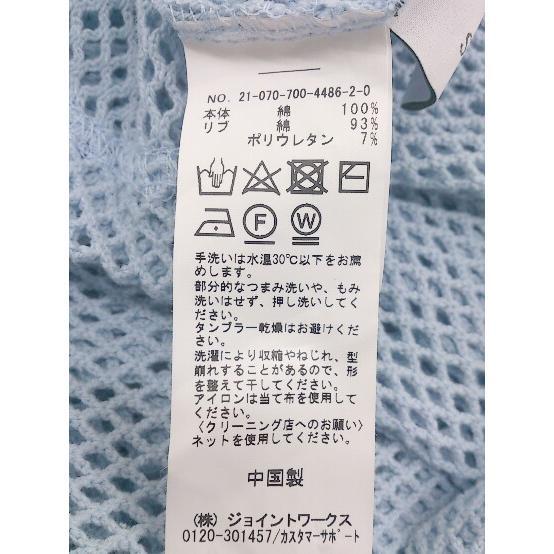 NO. 21-070-700-4486-2-0
本体 綿 100%
リブ 綿 93%
ポリウレタン 7%
F W
手洗いは水温30℃以下をお薦
めします。
部分的なつまみ洗いや、もみ
洗いはせず、押し洗いしてく
ださい。
タンブラー乾燥はお避けくだ
さい。
洗濯により収縮やねじれ、型
崩れすることがあるので、形
を整えて干してください。
アイロンは当て布を使用して
ください。
〈クリーニング店へのお願い〉
ネットを使用してください。
中国製
(株) ジョイントワークス
0120-301457/カスタマーサポート